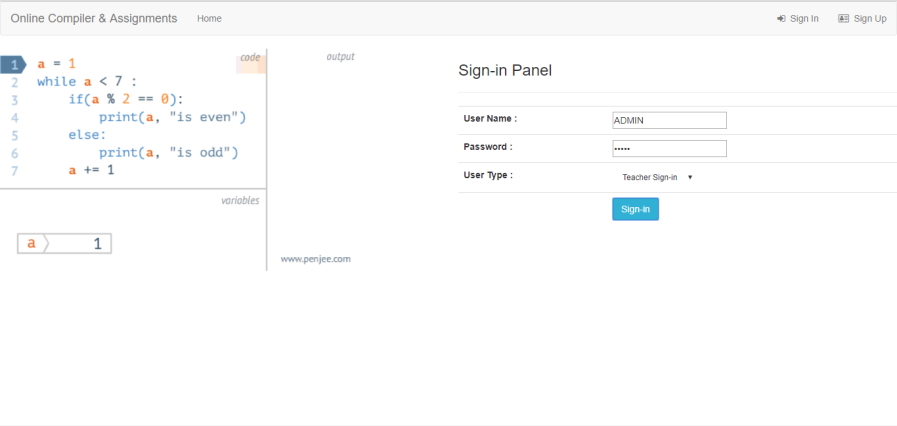 Online Compiler & Assignments Home Sign In Sign Up
code
output
1 a = 1
2 while a < 7 :
3 if(a % 2 == 0):
4 print(a, "is even")
5 else:
6 print(a, "is odd")
7 a += 1
variables
a 1
www.penjee.com
Sign-in Panel
User Name : ADMIN
Password : •••••
User Type : Teacher Sign-in ▼
Sign-in